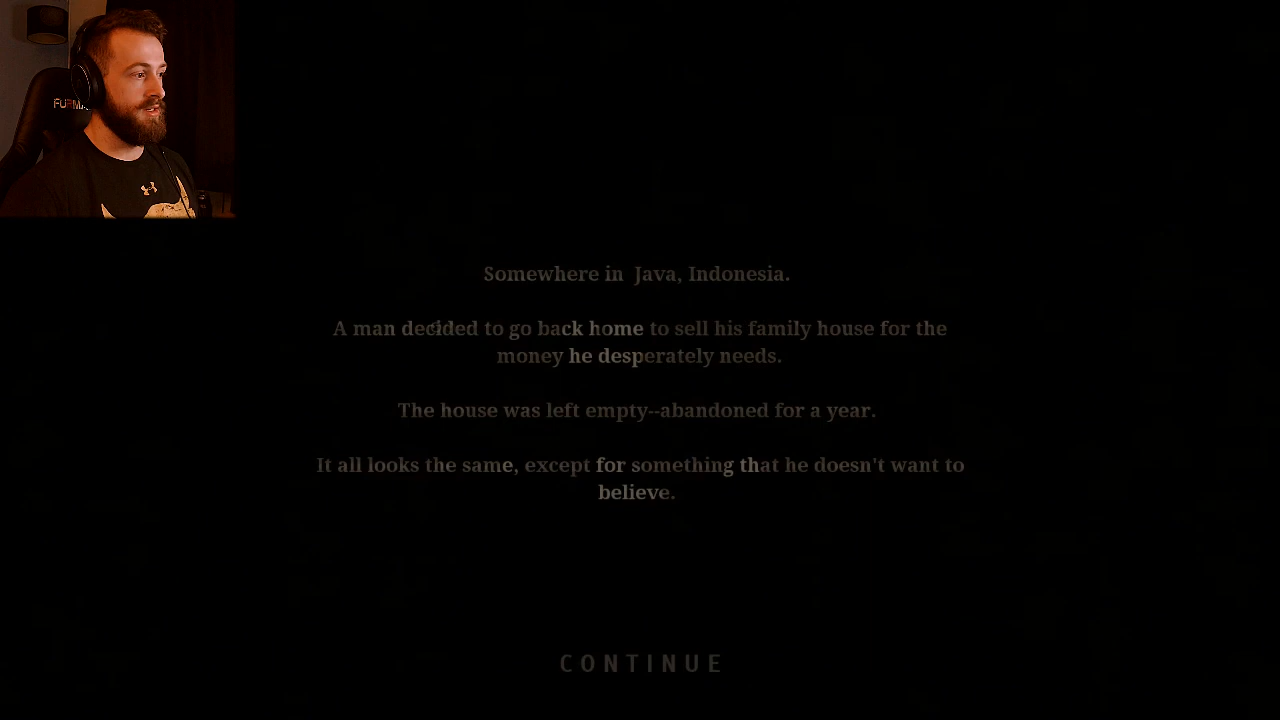 Somewhere in Java, Indonesia.
A man decided to go back home to sell his family house for the
money he desperately needs.
The house was left empty--abandoned for a year.
It all looks the same, except for something that he doesn't want to
believe.
CONTINUE